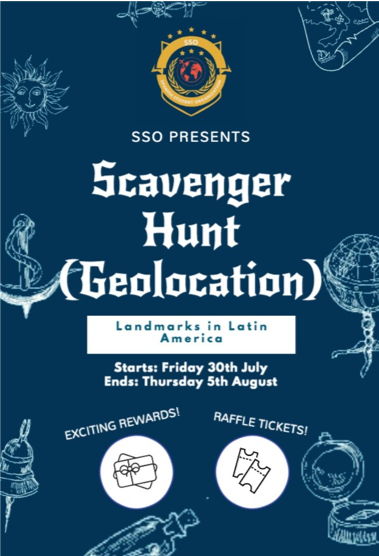 SSO
SSO PRESENTS
Scavenger
Hunt
(Geolocation)
Landmarks in Latin
America
Starts: Friday 30th July
Ends: Thursday 5th August
EXCITING REWARDS!
RAFFLE TICKETS!